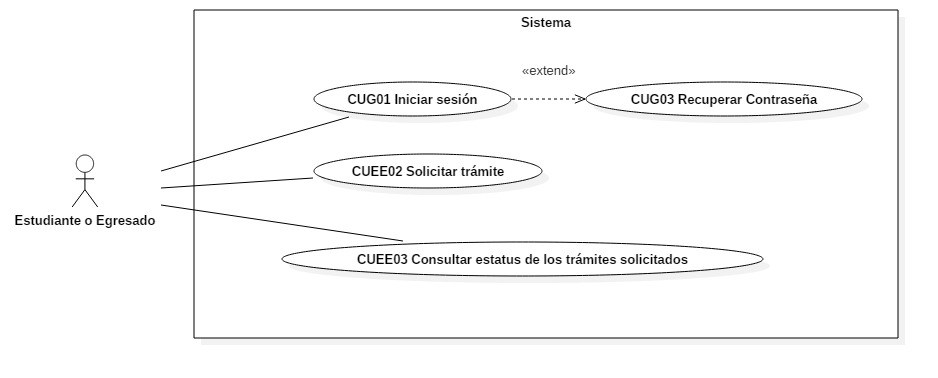 Sistema
«extend»
CUG01 Iniciar sesión
CUG03 Recuperar Contraseña
CUEE02 Solicitar trámite
Estudiante o Egresado
CUEE03 Consultar estatus de los trámites solicitados